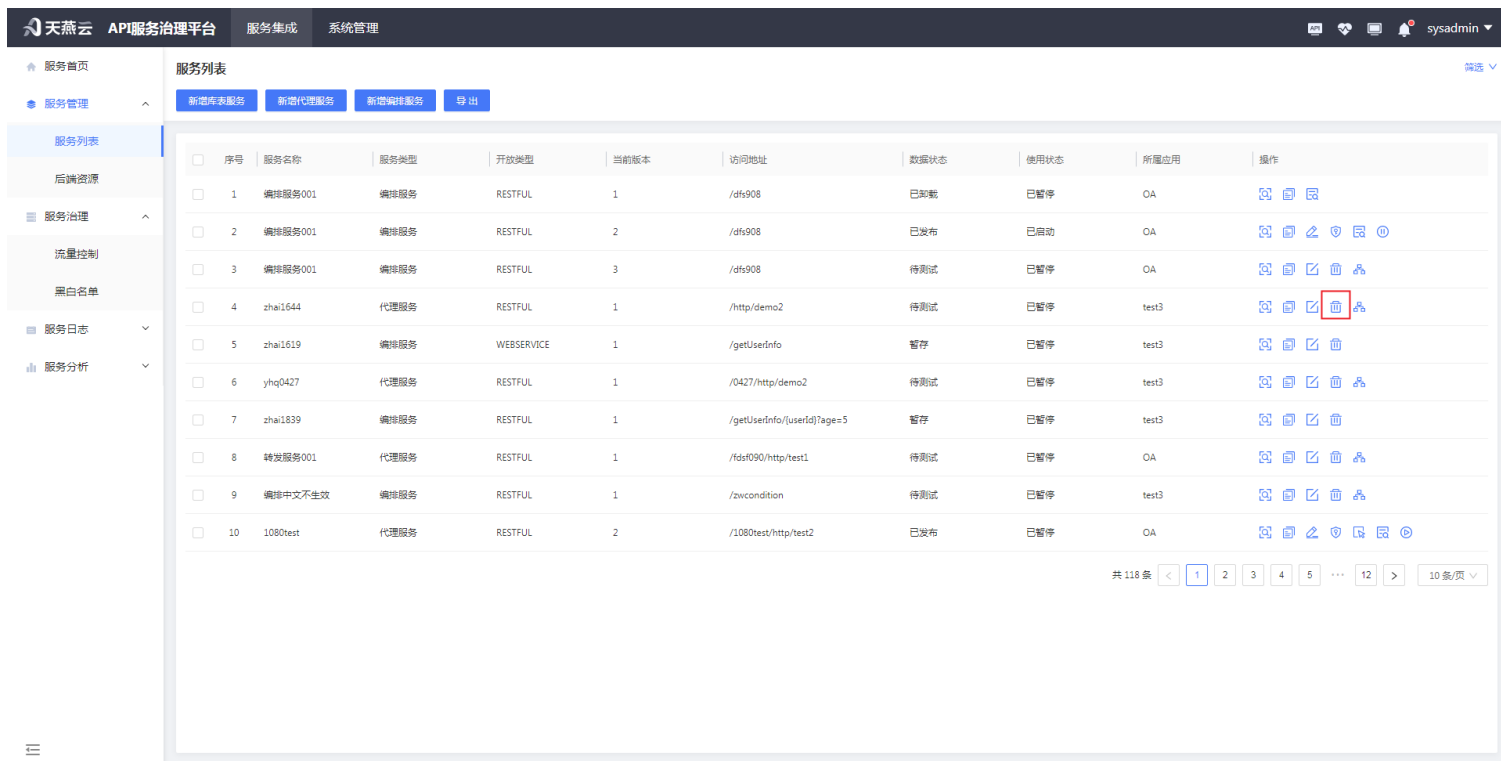 天燕云 API服务治理平台 服务集成 系统管理 API sysadmin
服务首页
服务管理
服务列表
后端资源
服务治理
流量控制
黑白名单
服务日志
服务分析
服务列表 筛选
新增库表服务 新增代理服务 新增编排服务 导出
序号 服务名称 服务类型 开放类型 当前版本 访问地址 数据状态 使用状态 所属应用 操作
1 编排服务001 编排服务 RESTFUL 1 /dfs908 已卸载 已暂停 OA
2 编排服务001 编排服务 RESTFUL 2 /dfs908 已发布 已启动 OA
3 编排服务001 编排服务 RESTFUL 3 /dfs908 待测试 已暂停 OA
4 zhai1644 代理服务 RESTFUL 1 /http/demo2 待测试 已暂停 test3
5 zhai1619 编排服务 WEBSERVICE 1 /getUserInfo 暂存 已暂停 test3
6 yhq0427 代理服务 RESTFUL 1 /0427/http/demo2 待测试 已暂停 test3
7 zhai1839 编排服务 RESTFUL 1 /getUserInfo/{userId}?age=5 暂存 已暂停 test3
8 转发服务001 代理服务 RESTFUL 1 /fdsf090/http/test1 待测试 已暂停 OA
9 编排中文不生效 编排服务 RESTFUL 1 /zwcondition 待测试 已暂停 test3
10 1080test 代理服务 RESTFUL 2 /1080test/http/test2 已发布 已暂停 OA
共 118 条 < 1 2 3 4 5 ··· 12 > 10 条/页